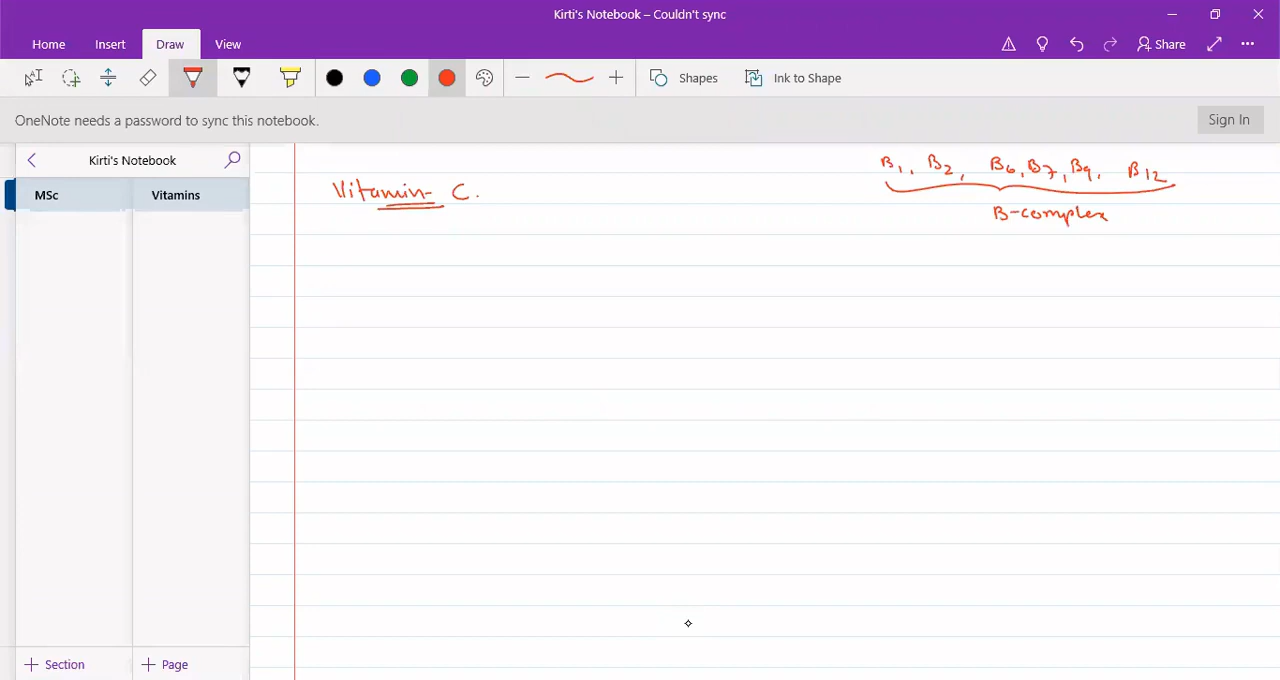 Kirti's Notebook – Couldn't sync
Home Insert Draw View Share
Shapes Ink to Shape
OneNote needs a password to sync this notebook. Sign In
Kirti's Notebook
MSc Vitamins
B1, B2, B6, B7, B9, B12
Vitamin- C.
B-complex
+ Section + Page